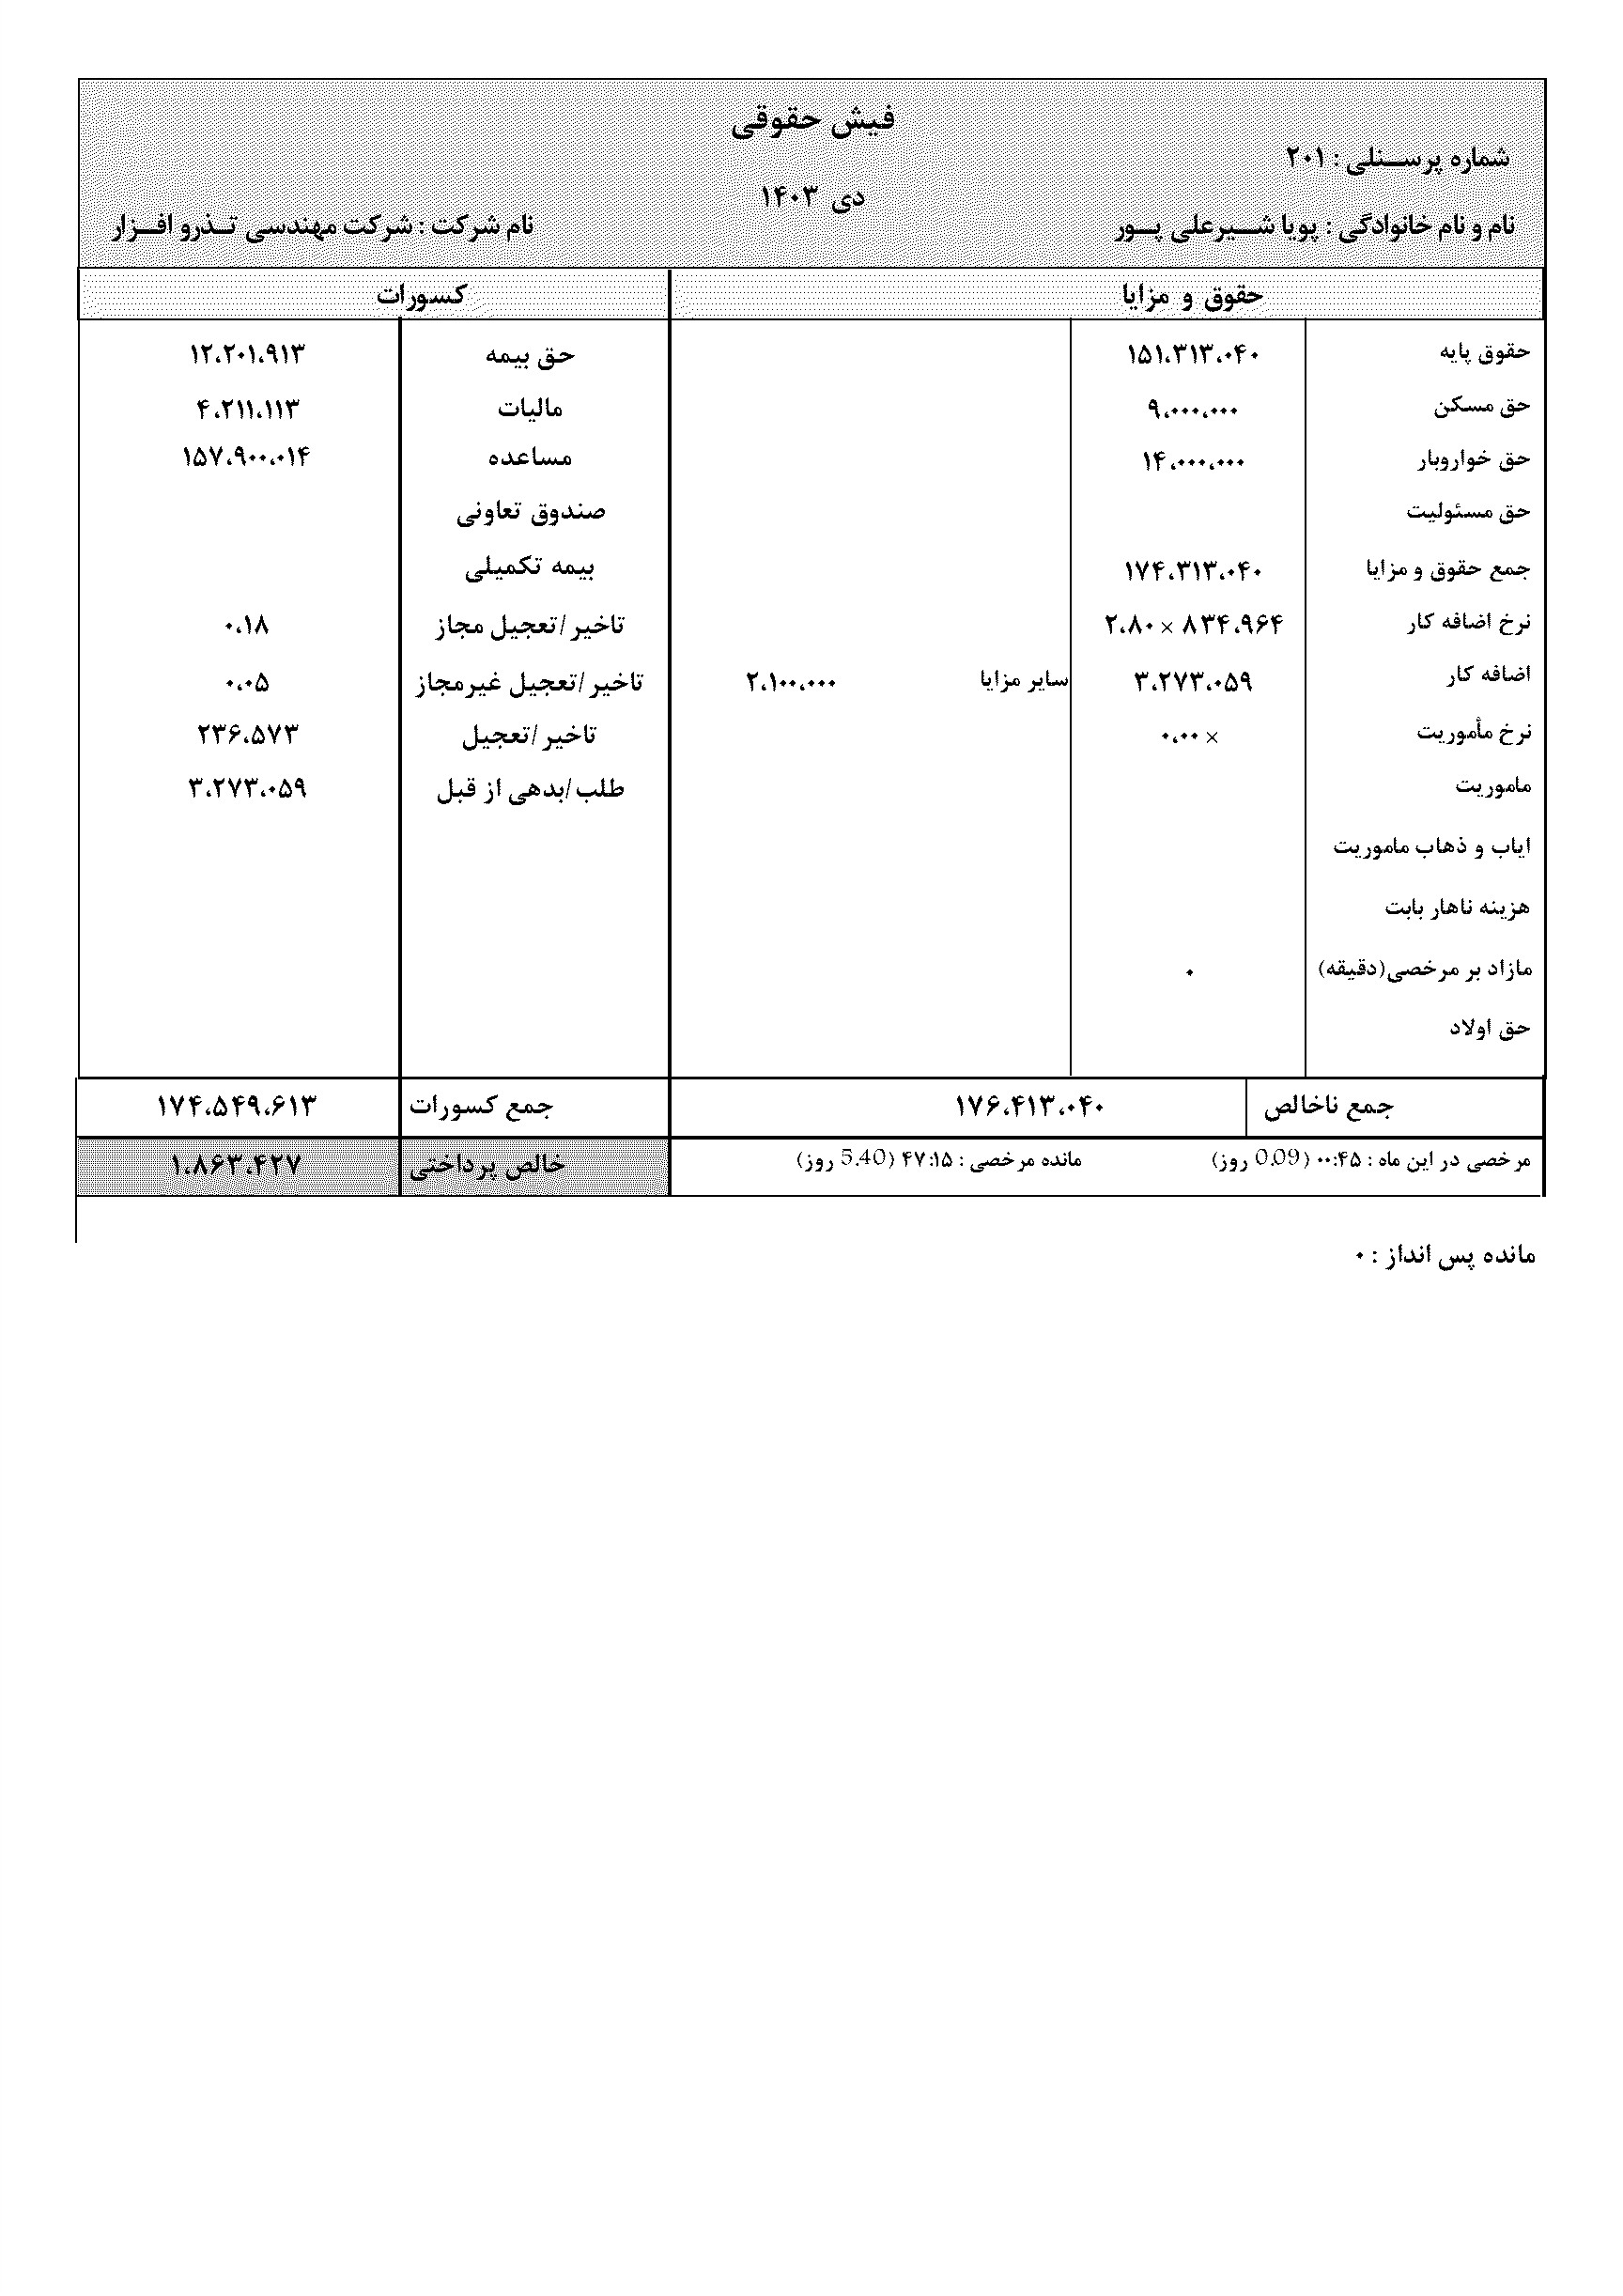 فیش حقوقی
شماره پرسنلی : ۲۰۱
دی ۱۴۰۳
نام و نام خانوادگی : پویا شیرعلی پور
نام شرکت : شرکت مهندسی تذرو افزار
حقوق و مزایا کسورات
حقوق پایه ۱۵۱،۳۱۳،۰۴۰ حق بیمه ۱۲،۲۰۱،۹۱۳
حق مسکن ۹،۰۰۰،۰۰۰ مالیات ۴،۲۱۱،۱۱۳
حق خواروبار ۱۴،۰۰۰،۰۰۰ مساعده ۱۵۷،۹۰۰،۰۱۴
حق مسئولیت صندوق تعاونی
جمع حقوق و مزایا ۱۷۴،۳۱۳،۰۴۰ بیمه تکمیلی
نرخ اضافه کار ۸۳۴،۹۶۴ × ۲،۸۰ تاخیر/تعجیل مجاز ۰،۱۸
اضافه کار ۳،۲۷۳،۰۵۹ سایر مزایا ۲،۱۰۰،۰۰۰ تاخیر/تعجیل غیرمجاز ۰،۰۵
نرخ مأموریت × ۰،۰۰ تاخیر/تعجیل ۲۳۶،۵۷۳
ماموریت طلب/بدهی از قبل ۳،۲۷۳،۰۵۹
ایاب و ذهاب ماموریت
هزینه ناهار بابت
مازاد بر مرخصی(دقیقه) ۰
حق اولاد
جمع ناخالص ۱۷۶،۴۱۳،۰۴۰ جمع کسورات ۱۷۴،۵۴۹،۶۱۳
مرخصی در این ماه : ۰۰:۴۵ (0.09 روز) مانده مرخصی : ۴۷:۱۵ (5.40 روز) خالص پرداختی ۱،۸۶۳،۴۲۷
مانده پس انداز : ۰